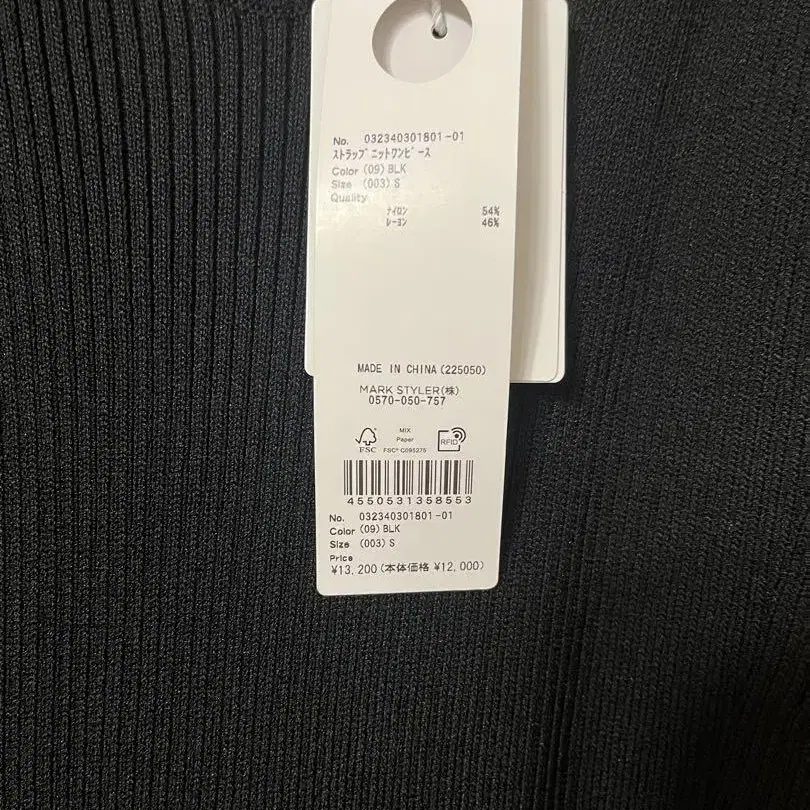 No. 032340301801-01
ストラップニットワンピース
Color (09) BLK
Size (003) S
Quality
ナイロン 54%
レーヨン 46%
MADE IN CHINA (225050)
MARK STYLER(株)
0570-050-757
FSC
MIX
Paper
FSC® C095275
RFID
4550531358553
No. 032340301801-01
Color (09) BLK
Size (003) S
Price
¥13,200(本体価格 ¥12,000)